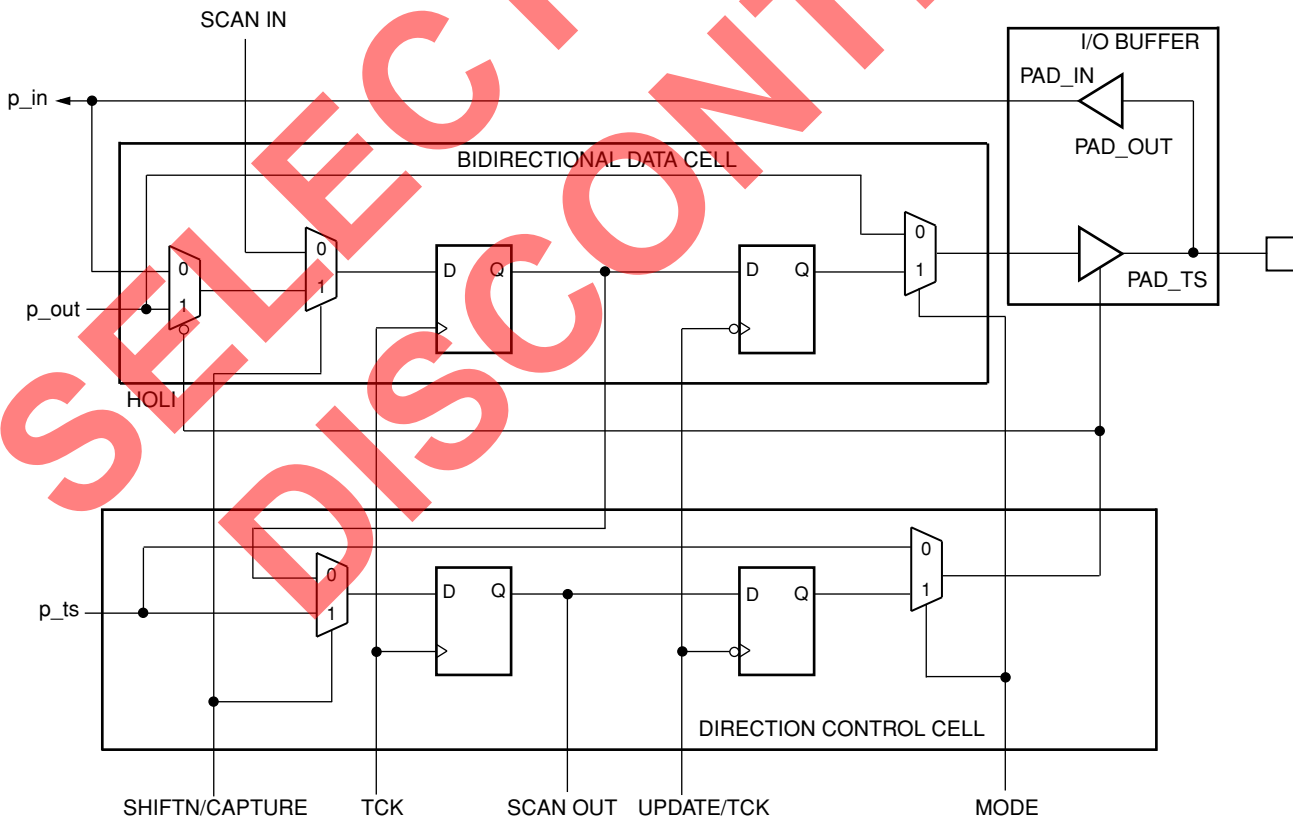 SCAN IN
I/O BUFFER
PAD_IN
p_in
PAD_OUT
BIDIRECTIONAL DATA CELL
0
0
0
1
D Q
D Q
1
1
PAD_TS
p_out
HOLI
0
0
D Q
D Q
1
1
p_ts
DIRECTION CONTROL CELL
SHIFTN/CAPTURE
TCK
SCAN OUT
UPDATE/TCK
MODE
SELECT
DISCONT